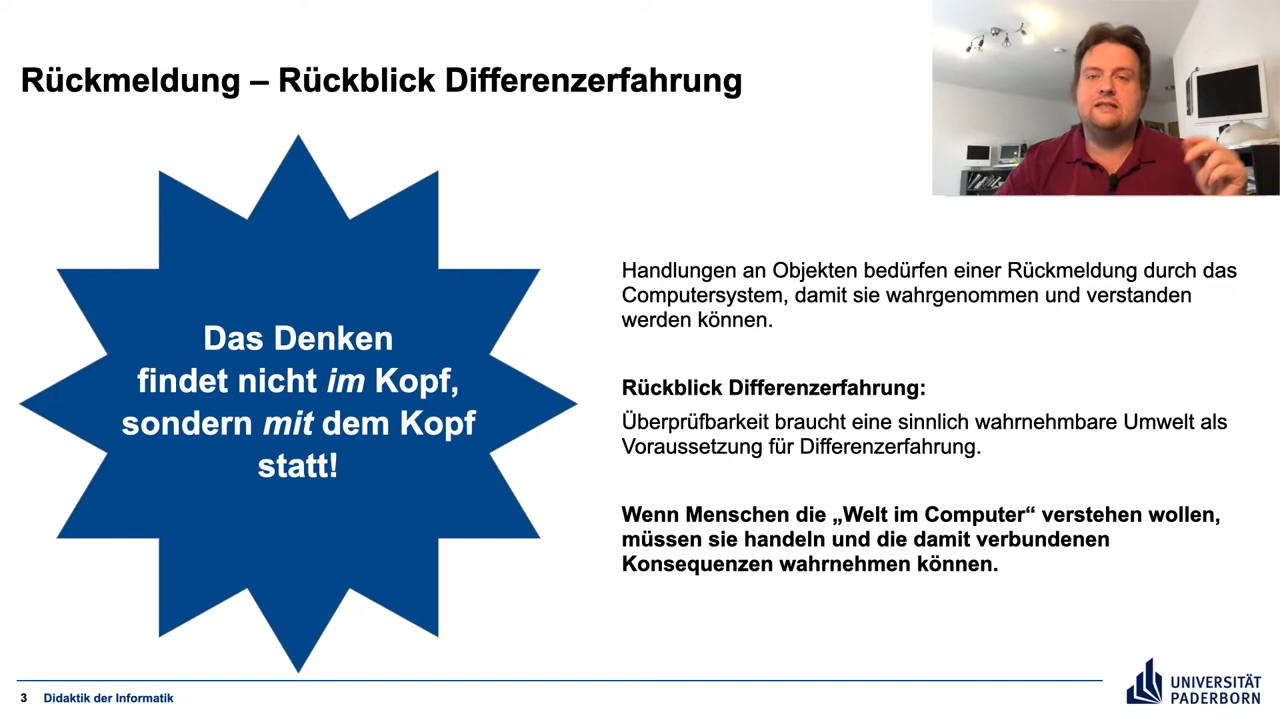 Rückmeldung – Rückblick Differenzerfahrung
Das Denken
findet nicht im Kopf,
sondern mit dem Kopf
statt!
Handlungen an Objekten bedürfen einer Rückmeldung durch das
Computersystem, damit sie wahrgenommen und verstanden
werden können.
Rückblick Differenzerfahrung:
Überprüfbarkeit braucht eine sinnlich wahrnehmbare Umwelt als
Voraussetzung für Differenzerfahrung.
Wenn Menschen die „Welt im Computer“ verstehen wollen,
müssen sie handeln und die damit verbundenen
Konsequenzen wahrnehmen können.
3 Didaktik der Informatik
UNIVERSITÄT
PADERBORN